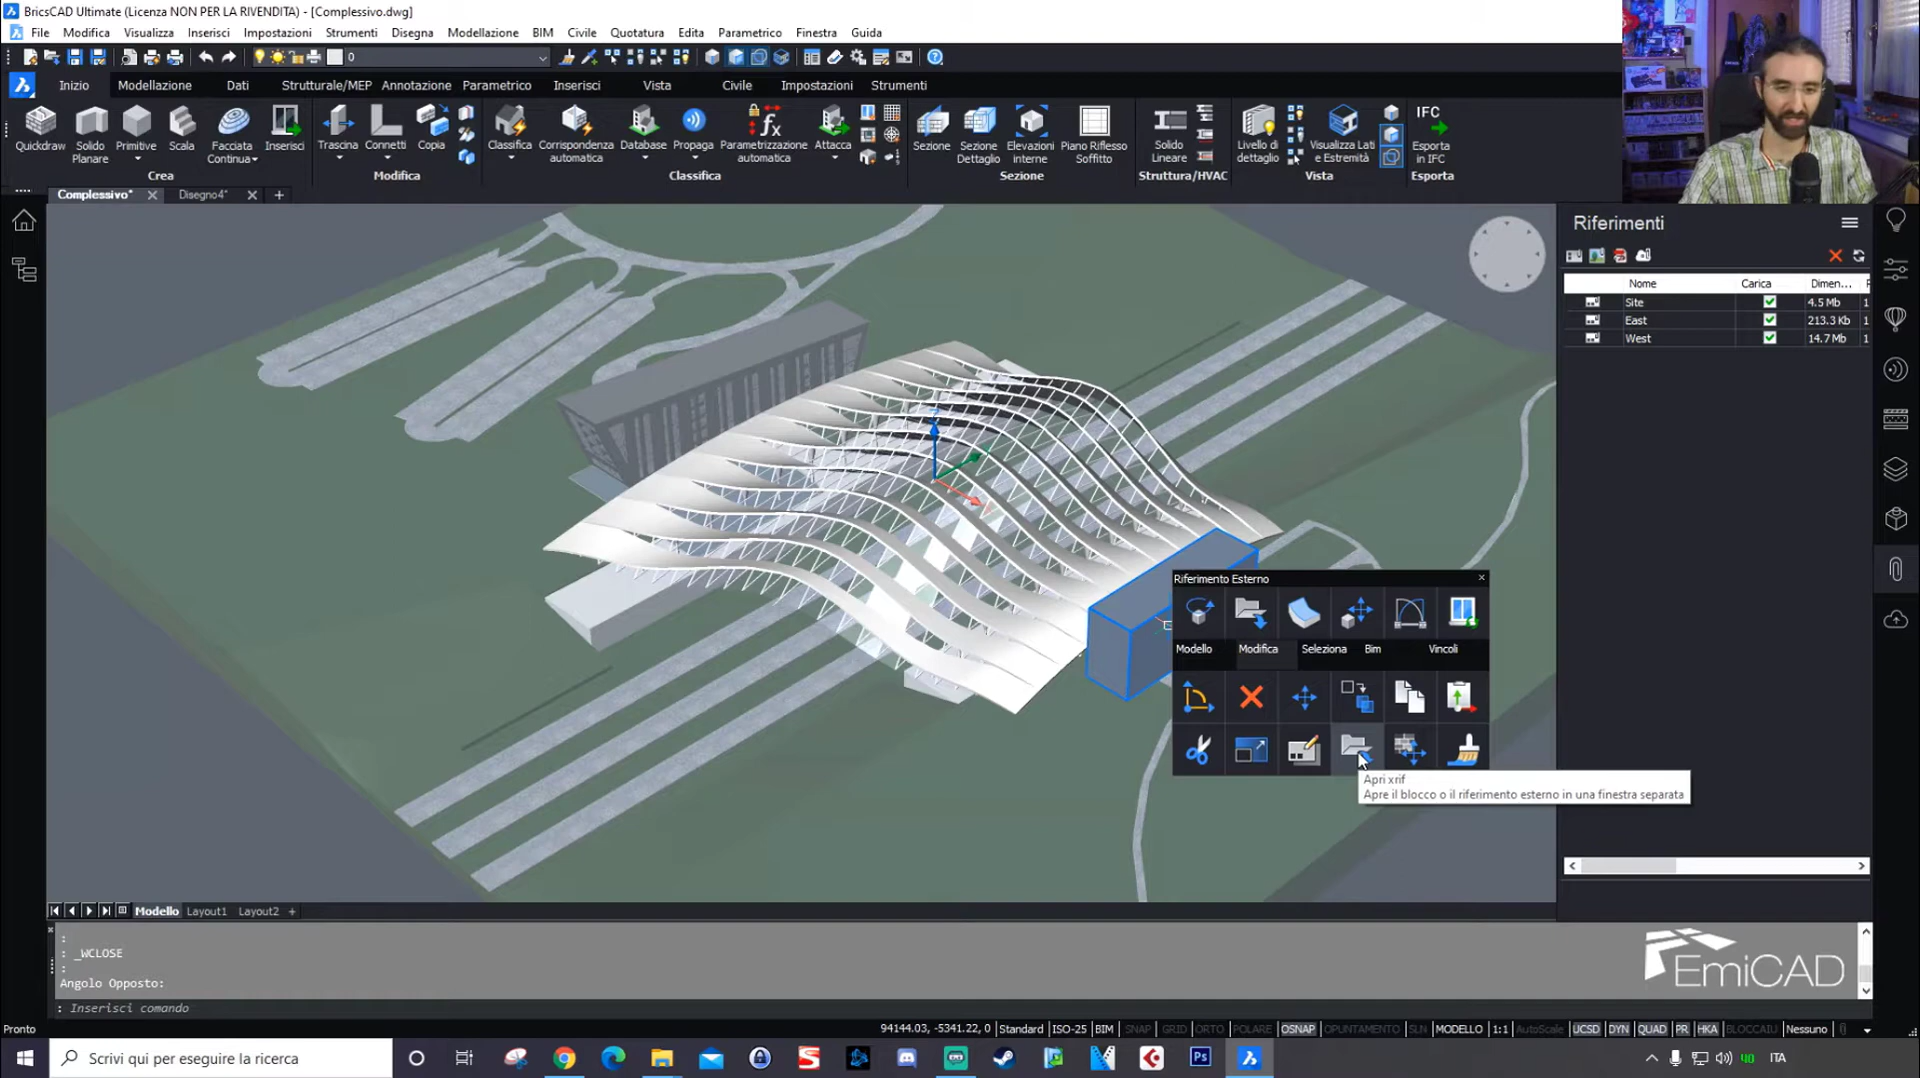 BricsCAD Ultimate (Licenza NON PER LA RIVENDITA) - [Complessivo.dwg]
File Modifica Visualizza Inserisci Impostazioni Strumenti Disegna Modellazione BIM Civile Quotatura Edita Parametrico Finestra Guida
0
Inizio Modellazione Dati Strutturale/MEP Annotazione Parametrico Inserisci Vista Civile Impostazioni Strumenti
Quickdraw Solido Planare Primitive Scala Facciata Continua Inserisci Trascina Connetti Copia Classifica Corrispondenza automatica Database Propaga Parametrizzazione automatica Attacca Sezione Sezione Dettaglio Elevazioni interne Piano Riflesso Soffitto Solido Lineare Livello di dettaglio Visualizza Lati e Estremità IFC Esporta in IFC
Crea Modifica Classifica Sezione Struttura/HVAC Vista Esporta
Complessivo* Disegno4*
Riferimenti
Nome Carica Dimen...
Site 4.5 Mb 1
East 213.3 Kb 1
West 14.7 Mb 1
Riferimento Esterno
Modello Modifica Seleziona Bim Vincoli
Apri xrif
Apre il blocco o il riferimento esterno in una finestra separata
Modello Layout1 Layout2 +
:
: _WCLOSE
:
Angolo Opposto:
: Inserisci comando
EmiCAD
Pronto 94144.03, -5341.22, 0 Standard ISO-25 BIM SNAP GRID ORTO POLARE OSNAP OPUNTAMENTO SLN MODELLO 1:1 AutoScale UCSD DYN QUAD PR HKA BLOCCAIU Nessuno
Scrivi qui per eseguire la ricerca
Ps
ITA